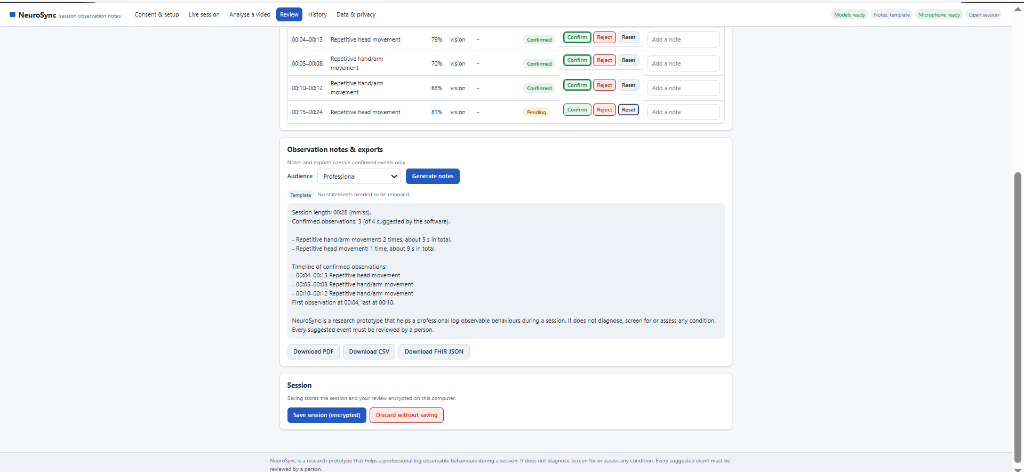 NeuroSync session observation notes Consent & setup Live session Analyse a video Review History Data & privacy Models ready Notes: template Microphone ready Open session
00:04–00:13 Repetitive head movement 79% vision – Confirmed Confirm Reject Reset Add a note
00:05–00:08 Repetitive hand/arm movement 70% vision – Confirmed Confirm Reject Reset Add a note
00:10–00:12 Repetitive hand/arm movement 68% vision – Confirmed Confirm Reject Reset Add a note
00:15–00:24 Repetitive head movement 81% vision – Pending Confirm Reject Reset Add a note
Observation notes & exports
Notes and exports contain confirmed events only.
Audience Professional Generate notes
Template No statements needed to be removed.
Session length: 00:28 (mm:ss).
Confirmed observations: 3 (of 4 suggested by the software).
- Repetitive hand/arm movement: 2 times, about 5 s in total.
- Repetitive head movement: 1 time, about 9 s in total.
Timeline of confirmed observations:
- 00:04–00:13 Repetitive head movement
- 00:05–00:08 Repetitive hand/arm movement
- 00:10–00:12 Repetitive hand/arm movement
First observation at 00:04, last at 00:10.
NeuroSync is a research prototype that helps a professional log observable behaviours during a session. It does not diagnose, screen for or assess any condition.
Every suggested event must be reviewed by a person.
Download PDF Download CSV Download FHIR JSON
Session
Saving stores the session and your review encrypted on this computer.
Save session (encrypted) Discard without saving
NeuroSync is a research prototype that helps a professional log observable behaviours during a session. It does not diagnose, screen for or assess any condition. Every suggested event must be
reviewed by a person.